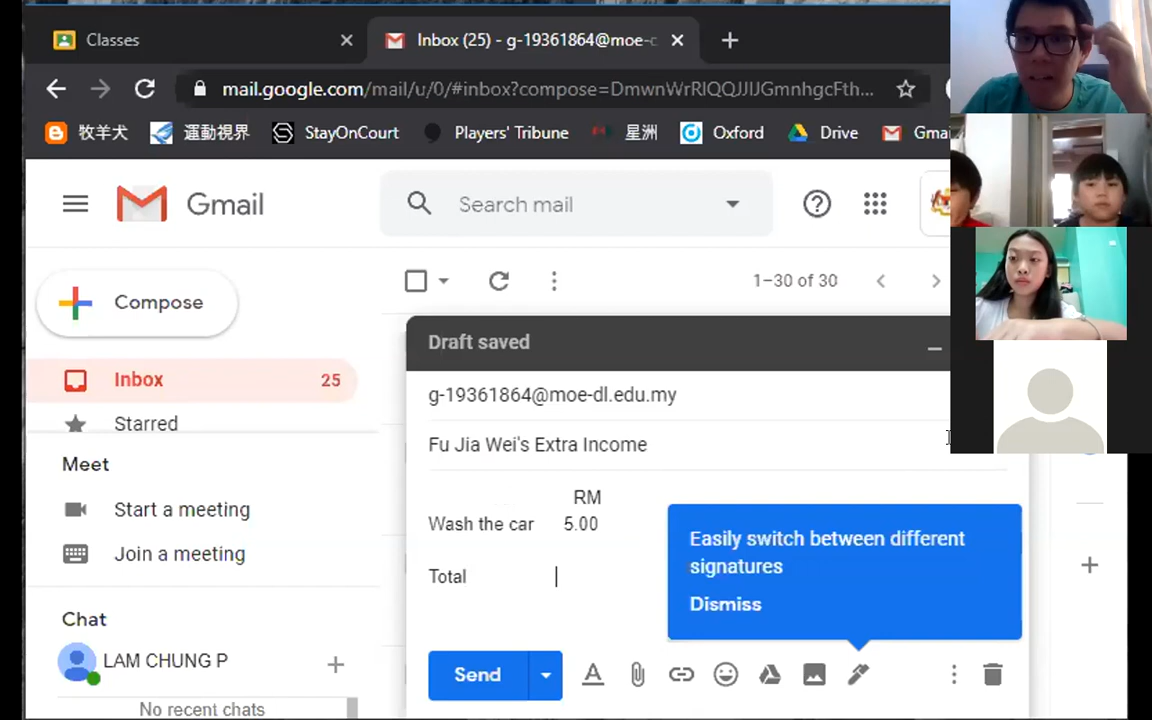 Classes
Inbox (25) - g-19361864@moe-
mail.google.com/mail/u/0/#inbox?compose=DmwnWrRlQQJJlJGmnhgcFth...
牧羊犬 運動視界 StayOnCourt Players' Tribune 星洲 Oxford Drive Gmai
Gmail
Search mail
Compose
1–30 of 30
Inbox 25
Starred
Meet
Start a meeting
Join a meeting
Chat
LAM CHUNG P
No recent chats
Draft saved
g-19361864@moe-dl.edu.my
Fu Jia Wei's Extra Income
RM
Wash the car 5.00
Total
Easily switch between different
signatures
Dismiss
Send